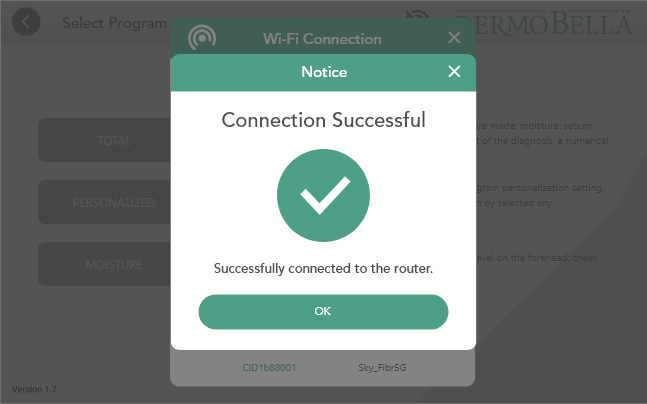 Select Program
Wi-Fi Connection
DERMOBELLA
Notice
Connection Successful
TOTAL
re made: moisture, sebum,
t of the diagnosis, a numerical
PERSONALIZED
gram personalization setting.
n by selected any
MOISTURE
evel on the forehead, cheek
Successfully connected to the router.
OK
CID1b88001
Sky_Fibr5G
Version 1.7